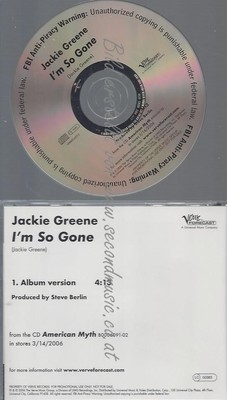 FBI Anti-Piracy Warning: Unauthorized copying is punishable under federal law.
Jackie Greene
I'm So Gone
(Jackie Greene)
FBI Anti-Piracy Warning: Unauthorized copying is punishable under federal law.
www.secondmusic.at
Jackie Greene
I'm So Gone
(Jackie Greene)
VERVE
FORECAST
1. Album version 4:13
Produced by Steve Berlin
from the CD American Myth
in stores 3/14/2006
for more information visit www.verveforecast.com